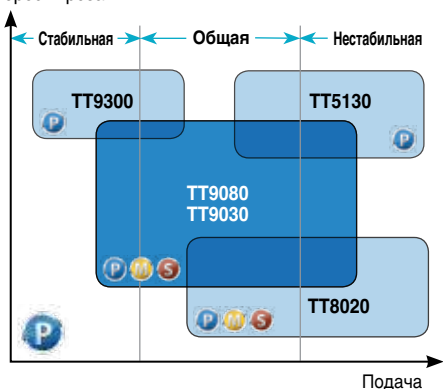 Стабильная Общая Нестабильная
TT9300 TT5130
P P
TT9080
TT9030
P M S
TT8020
P M S
P
Подача